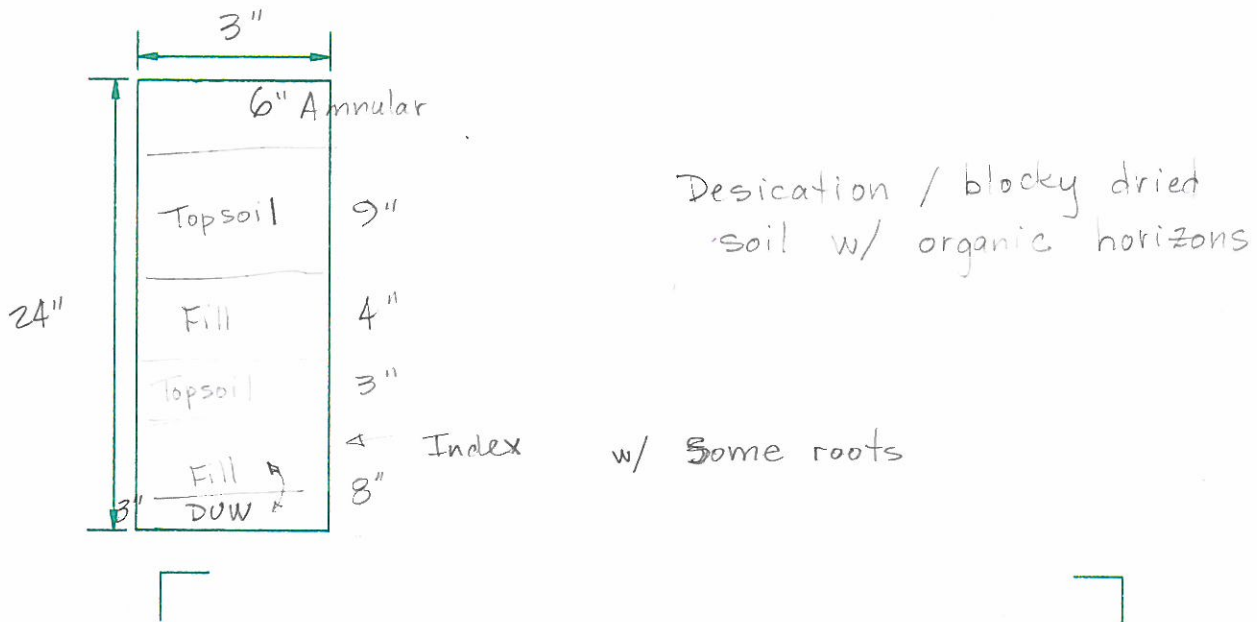 3"
6" Annular
Topsoil 9"
Desication / blocky dried
soil w/ organic horizons
24"
Fill 4"
Topsoil 3"
Index w/ Some roots
Fill 8"
3" DUW